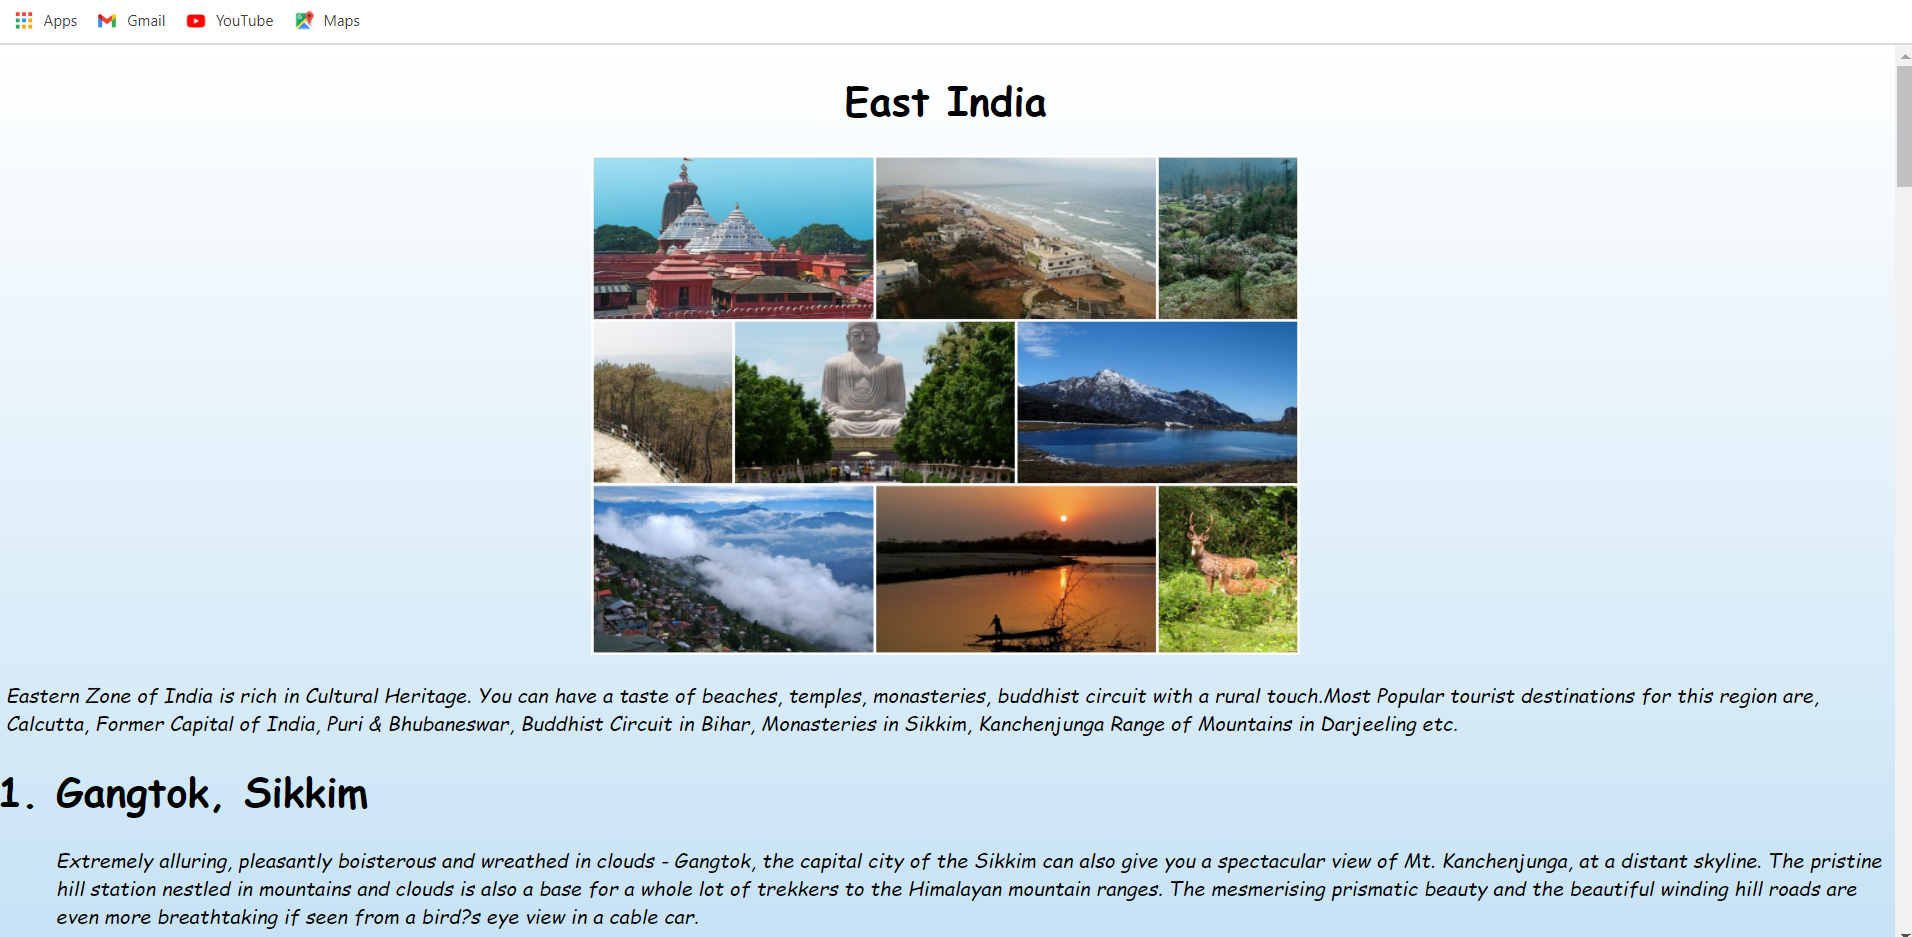 Apps Gmail YouTube Maps
East India
Eastern Zone of India is rich in Cultural Heritage. You can have a taste of beaches, temples, monasteries, buddhist circuit with a rural touch.Most Popular tourist destinations for this region are,
Calcutta, Former Capital of India, Puri & Bhubaneswar, Buddhist Circuit in Bihar, Monasteries in Sikkim, Kanchenjunga Range of Mountains in Darjeeling etc.
1. Gangtok, Sikkim
Extremely alluring, pleasantly boisterous and wreathed in clouds - Gangtok, the capital city of the Sikkim can also give you a spectacular view of Mt. Kanchenjunga, at a distant skyline. The pristine
hill station nestled in mountains and clouds is also a base for a whole lot of trekkers to the Himalayan mountain ranges. The mesmerising prismatic beauty and the beautiful winding hill roads are
even more breathtaking if seen from a bird?s eye view in a cable car.